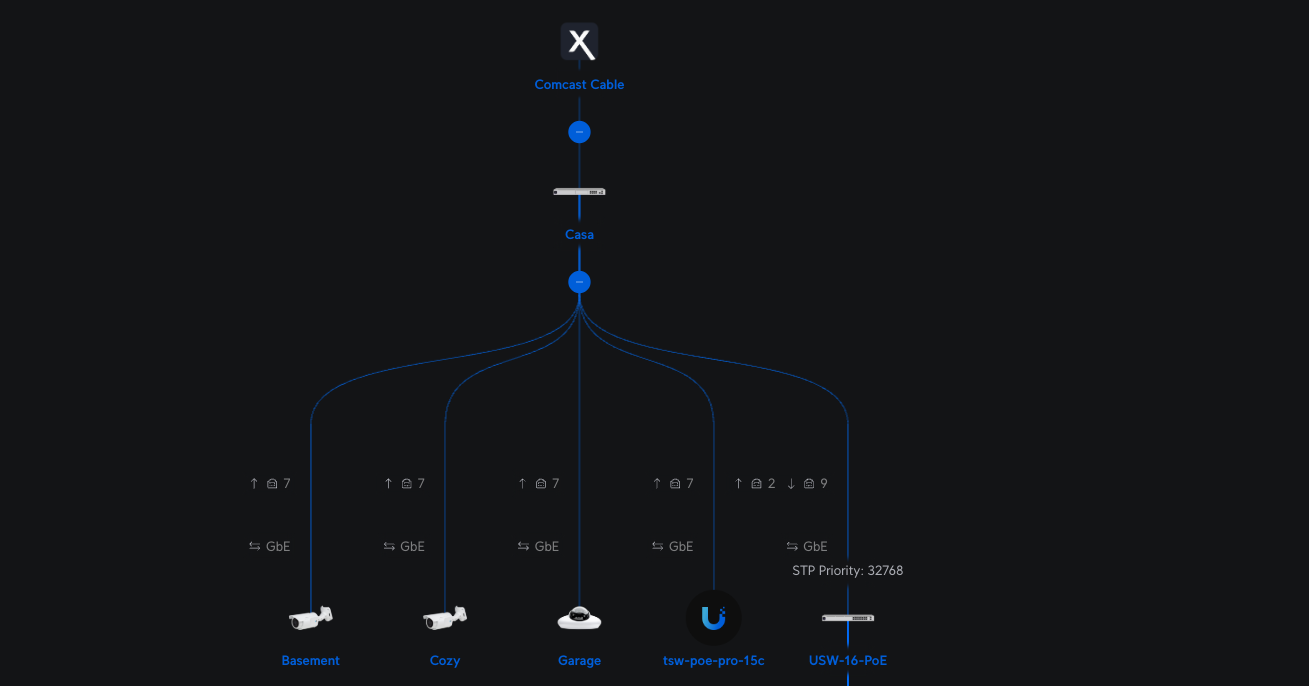 Comcast Cable
Casa
↑ 7 ↑ 7 ↑ 7 ↑ 7 ↑ 2 ↓ 9
GbE GbE GbE GbE GbE
STP Priority: 32768
Basement Cozy Garage tsw-poe-pro-15c USW-16-PoE